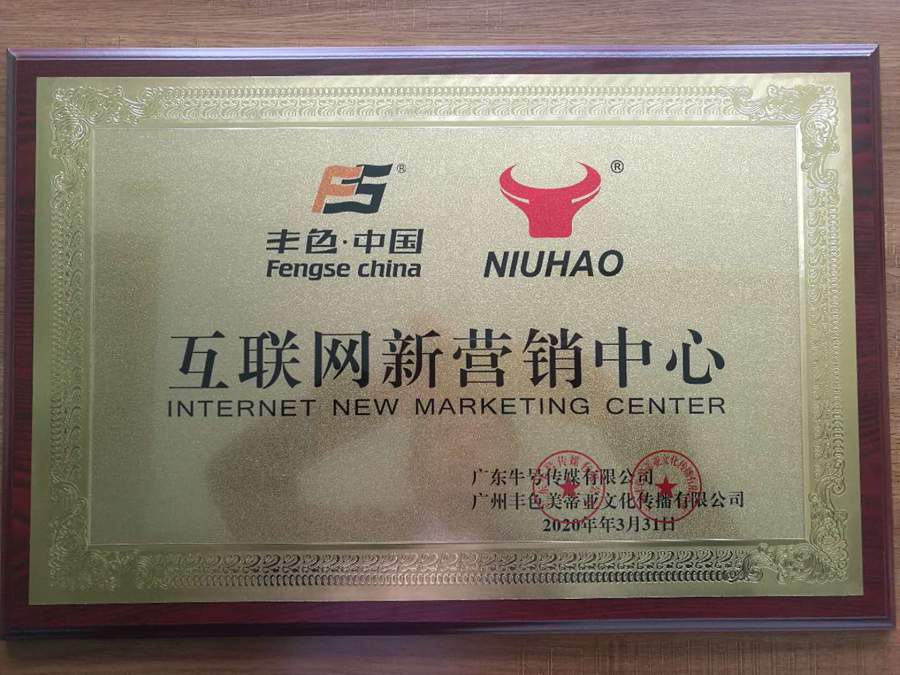 FS®
®
丰色·中国
Fengse china
NIUHAO
互联网新营销中心
INTERNET NEW MARKETING CENTER
广东牛号传媒有限公司
广州丰色美蒂亚文化传播有限公司
2020年年3月31日